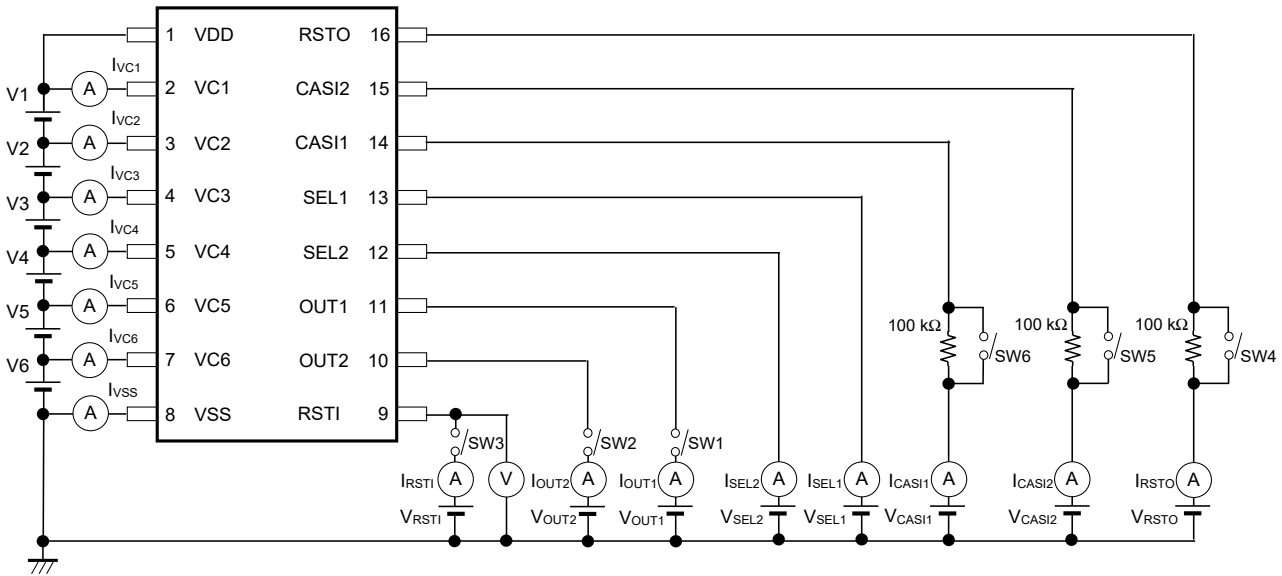 1 VDD RSTO 16
IVC1
V1 A 2 VC1 CASI2 15
IVC2
V2 A 3 VC2 CASI1 14
IVC3
V3 A 4 VC3 SEL1 13
IVC4
V4 A 5 VC4 SEL2 12
IVC5
V5 A 6 VC5 OUT1 11
100 kΩ 100 kΩ 100 kΩ
IVC6
V6 A 7 VC6 OUT2 10
SW6 SW5 SW4
IVSS
A 8 VSS RSTI 9
SW3 SW2 SW1
IRSTI A V IOUT2 A IOUT1 A ISEL2 A ISEL1 A ICASI1 A ICASI2 A IRSTO A
VRSTI VOUT2 VOUT1 VSEL2 VSEL1 VCASI1 VCASI2 VRSTO